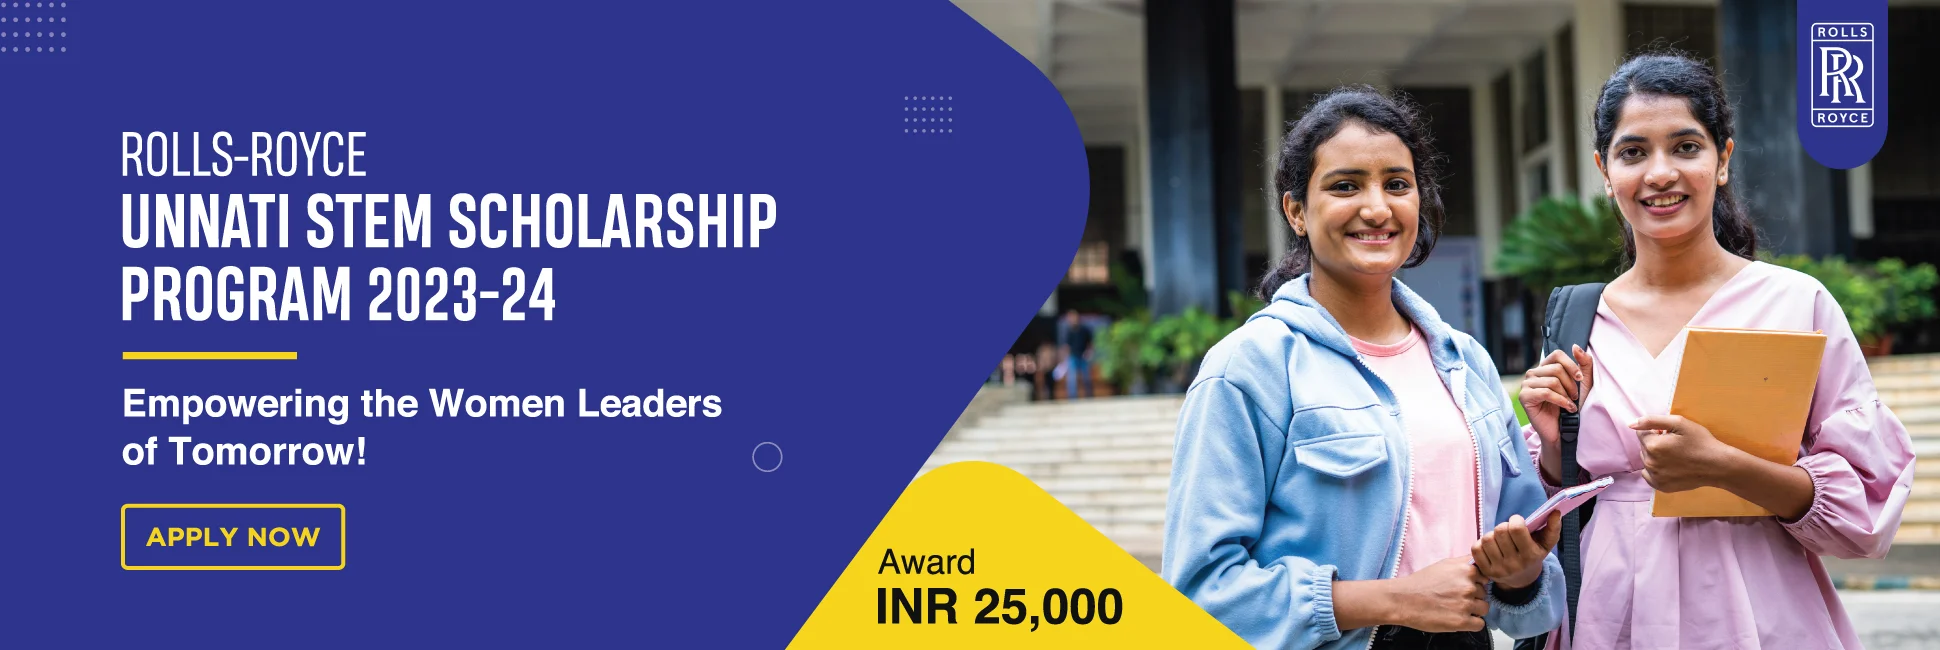 ROLLS-ROYCE
UNNATI STEM SCHOLARSHIP
PROGRAM 2023-24
Empowering the Women Leaders
of Tomorrow!
APPLY NOW
Award
INR 25,000
ROLLS
RR
ROYCE